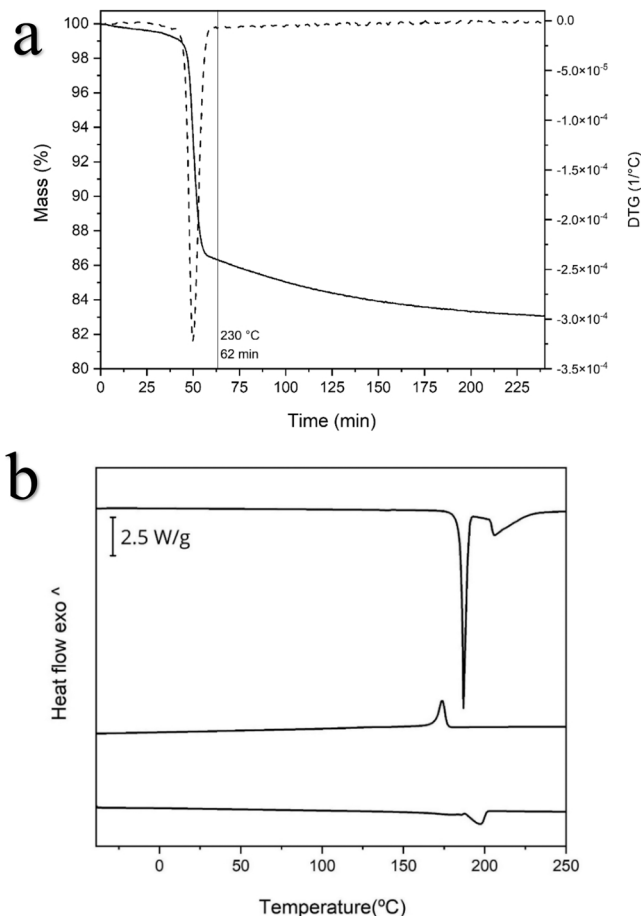 a
100
98
96
94
92
90
88
86
84
82
80
Mass (%)
0.0
-5.0×10⁻⁵
-1.0×10⁻⁴
-1.5×10⁻⁴
-2.0×10⁻⁴
-2.5×10⁻⁴
-3.0×10⁻⁴
-3.5×10⁻⁴
DTG (1/°C)
230 °C
62 min
0 25 50 75 100 125 150 175 200 225
Time (min)
b
2.5 W/g
Heat flow exo ^
0 50 100 150 200 250
Temperature(ºC)